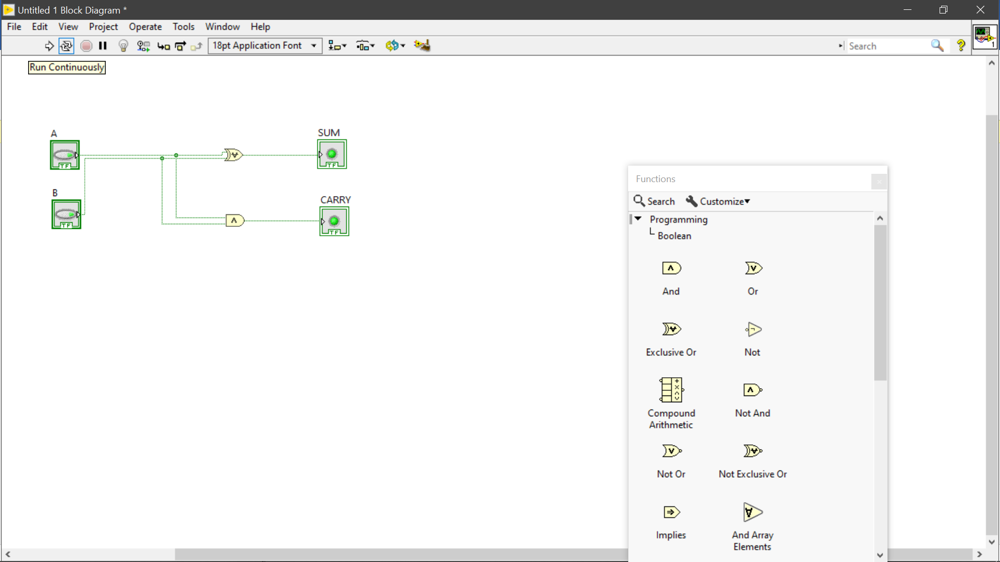 Untitled 1 Block Diagram *
File Edit View Project Operate Tools Window Help
18pt Application Font
Search
1
Run Continuously
A
TF
B
TF
SUM
TF
CARRY
TF
Functions
Search Customize
Programming
Boolean
And Or
Exclusive Or Not
Compound Arithmetic
Not And
Not Or Not Exclusive Or
Implies
And Array Elements